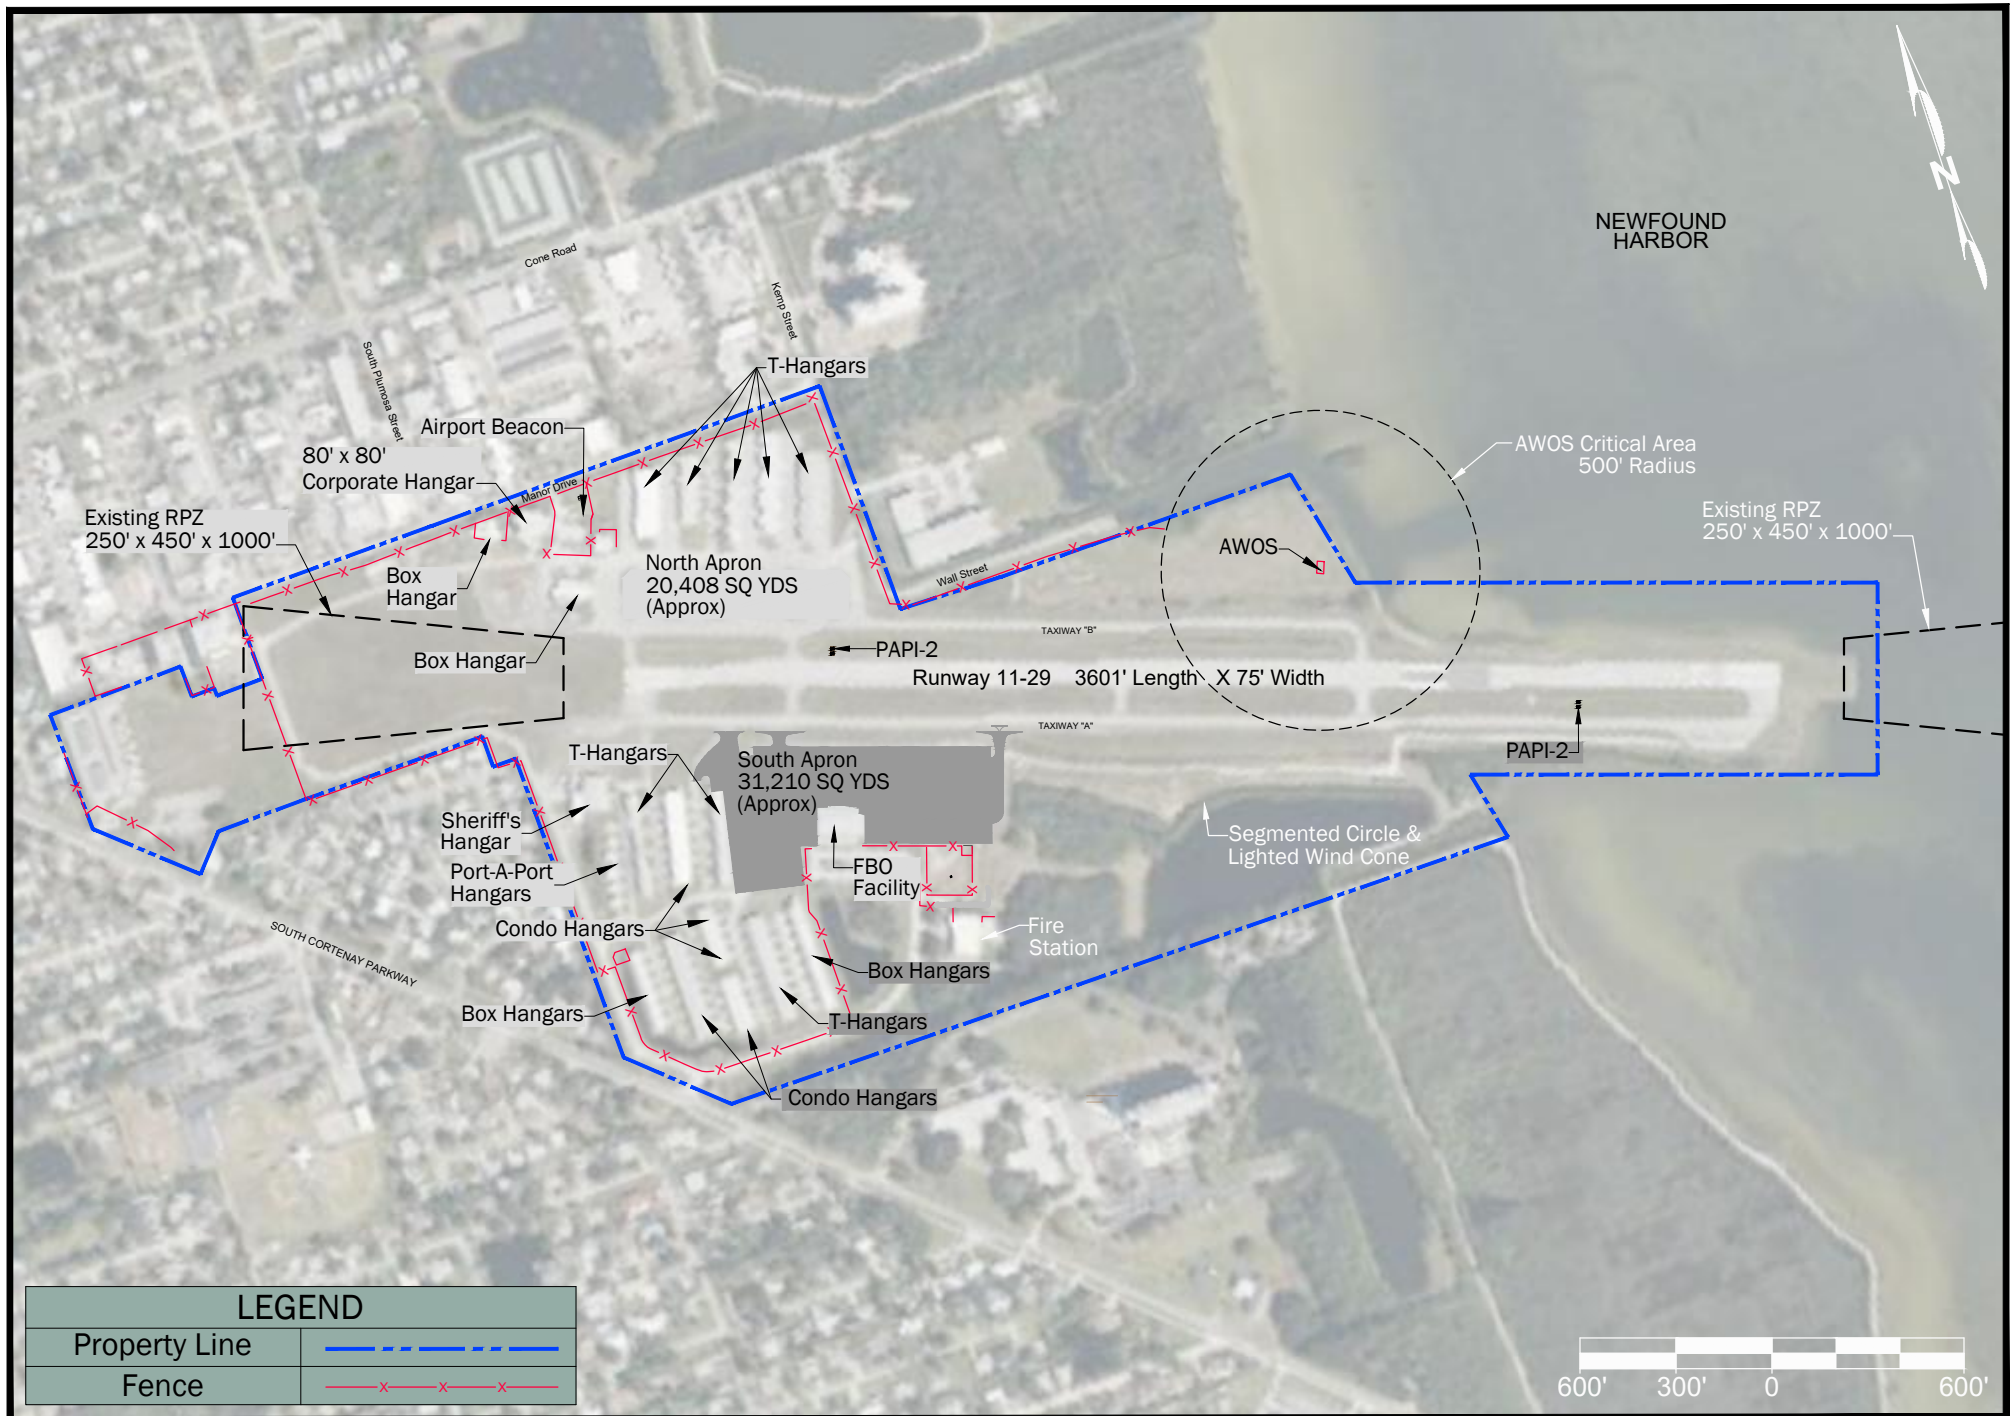 NEWFOUND
HARBOR
N
Cone Road
Kemp Street
South Plumosa Street
T-Hangars
Airport Beacon
80' x 80'
Corporate Hangar
Manor Drive
AWOS Critical Area
500' Radius
Existing RPZ
250' x 450' x 1000'
Existing RPZ
250' x 450' x 1000'
AWOS
Box
Hangar
North Apron
20,408 SQ YDS
(Approx)
Wall Street
TAXIWAY "B"
Box Hangar
PAPI-2
Runway 11-29 3601' Length X 75' Width
TAXIWAY "A"
PAPI-2
T-Hangars
South Apron
31,210 SQ YDS
(Approx)
Sheriff's
Hangar
Port-A-Port
Hangars
FBO
Facility
Segmented Circle &
Lighted Wind Cone
Condo Hangars
Fire
Station
SOUTH CORTENAY PARKWAY
Box Hangars
Box Hangars
T-Hangars
Condo Hangars
LEGEND
Property Line
Fence
x x x
600' 300' 0 600'